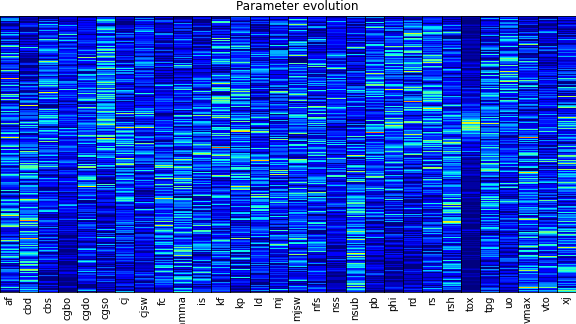 Parameter evolution
af
cbd
cbs
cgbo
cgdo
cgso
cj
cjsw
fc
mma
is
kf
kp
ld
mj
mjsw
nfs
nss
nsub
pb
phi
rd
rs
rsh
tox
tpg
uo
vmax
vto
xj